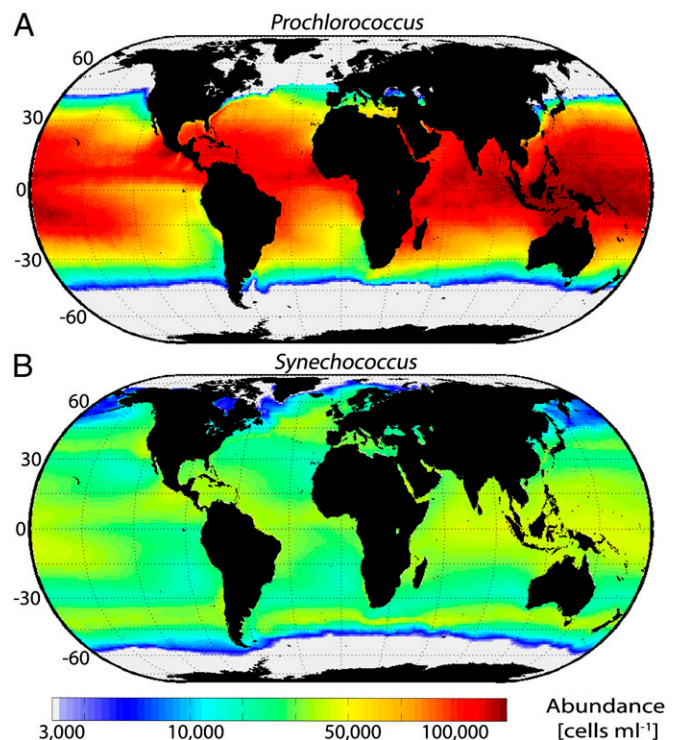 A
Prochlorococcus
60
30
0
-30
-60
B
Synechococcus
60
30
0
-30
-60
3,000 10,000 50,000 100,000
Abundance
[cells ml⁻¹]